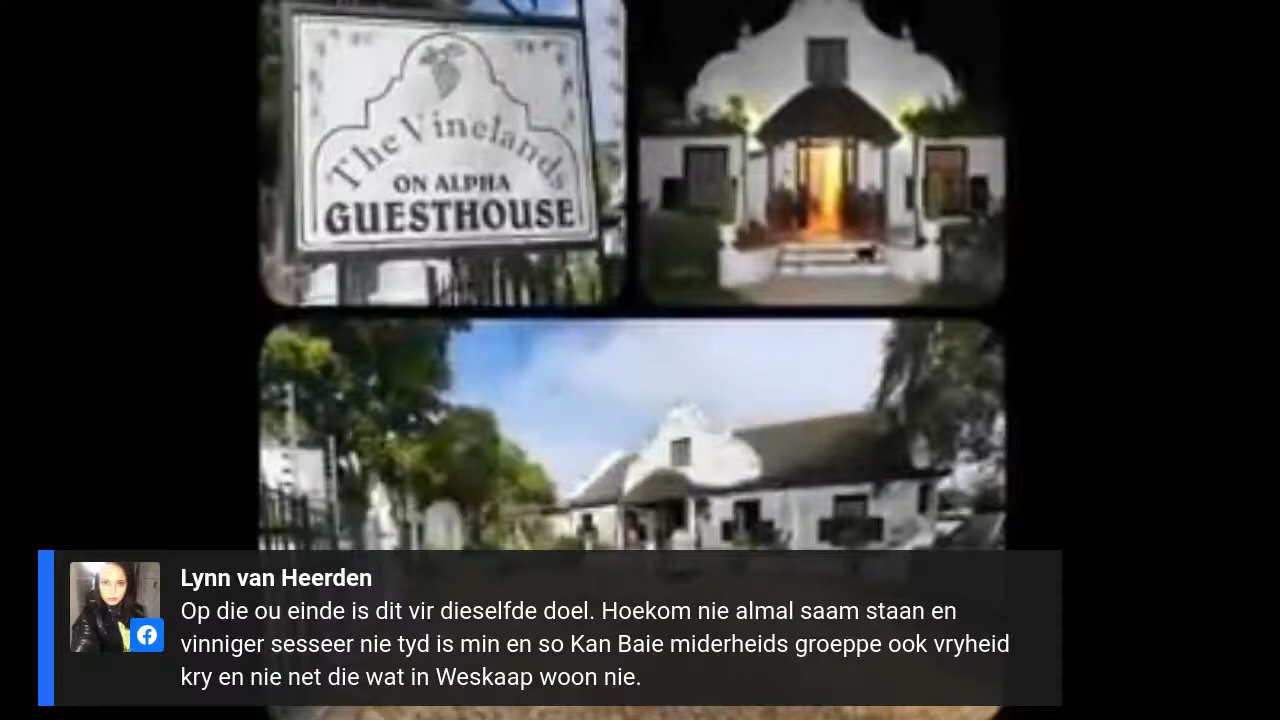 The Vinelands
ON ALPHA
GUESTHOUSE
Lynn van Heerden
Op die ou einde is dit vir dieselfde doel. Hoekom nie almal saam staan en
vinniger sesseer nie tyd is min en so Kan Baie miderheids groeppe ook vryheid
kry en nie net die wat in Weskaap woon nie.